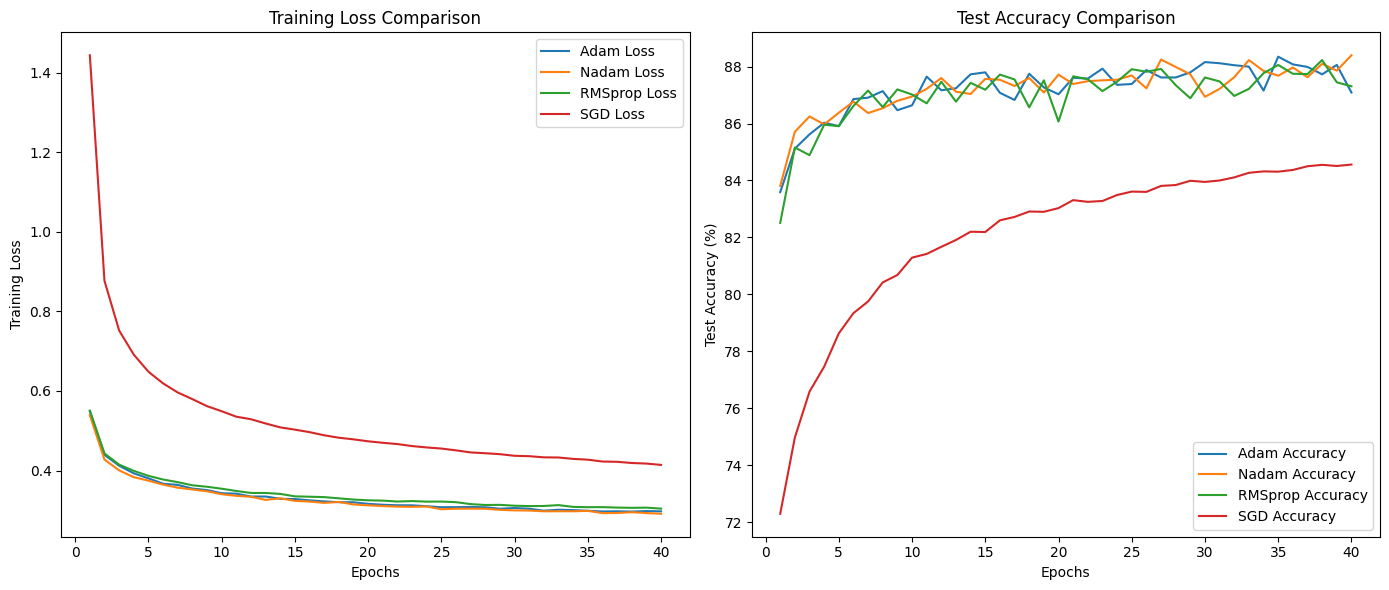 Training Loss Comparison
Training Loss
1.4
1.2
1.0
0.8
0.6
0.4
Adam Loss
Nadam Loss
RMSprop Loss
SGD Loss
0 5 10 15 20 25 30 35 40
Epochs
Test Accuracy Comparison
Test Accuracy (%)
88
86
84
82
80
78
76
74
72
Adam Accuracy
Nadam Accuracy
RMSprop Accuracy
SGD Accuracy
0 5 10 15 20 25 30 35 40
Epochs